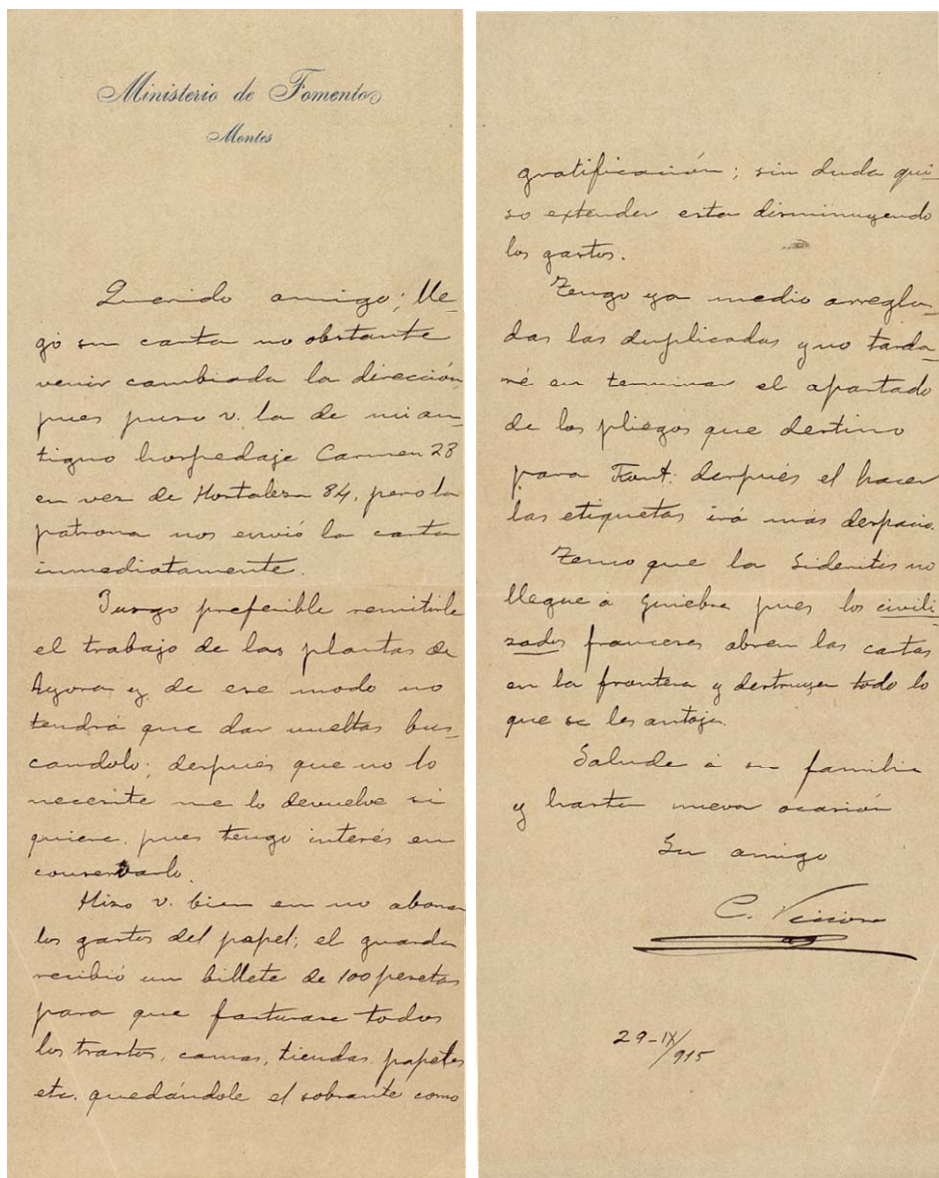 Ministerio de Fomento
Montes
Querido amigo; lle
gó su carta no obstante
venir cambiada la dirección
pues puso v. la de mi an
tiguo hospedaje Carmen 28
en vez de Hortaleza 84, pero la
patrona nos envió la carta
inmediatamente.
Juzgo preferible remitirle
el trabajo de las plantas de
Ayora y de ese modo no
tendrá que dar vueltas bus_
candolo; después que no lo
necesite me lo devuelve si
quiere, pues tengo interés en
conservarlo.
Hizo v. bien en no abonar
los gastos del papel; el guarda
recibió un billete de 100 pesetas
para que facturase todos
los trastos, camas, tiendas, papeles
etc. quedándole el sobrante como
gratificación; sin duda qui_
so extender esta disminuyendo
los gastos.
Tengo ya medio arregla_
das las duplicadas y no tarda_
ré en terminar el apartado
de los pliegos que destino
para Font: después el hacer
las etiquetas irá más despacio.
Temo que la Sideritis no
llegue á Ginebra pues los civili_
zados franceses abren las cartas
en la frontera y destruyen todo lo
que se les antoja.
Salude á su familia
y hasta nueva ocasión
Su amigo
C. Vicioso
29-IX/915